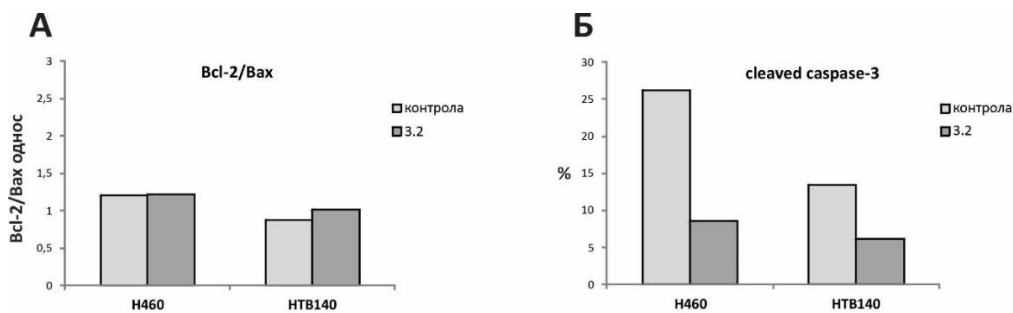 А
Bcl-2/Bax
Bcl-2/Bax однос
3
2,5
2
1,5
1
0,5
0
H460
HTB140
контрола
3.2
Б
cleaved caspase-3
%
30
25
20
15
10
5
0
H460
HTB140
контрола
3.2